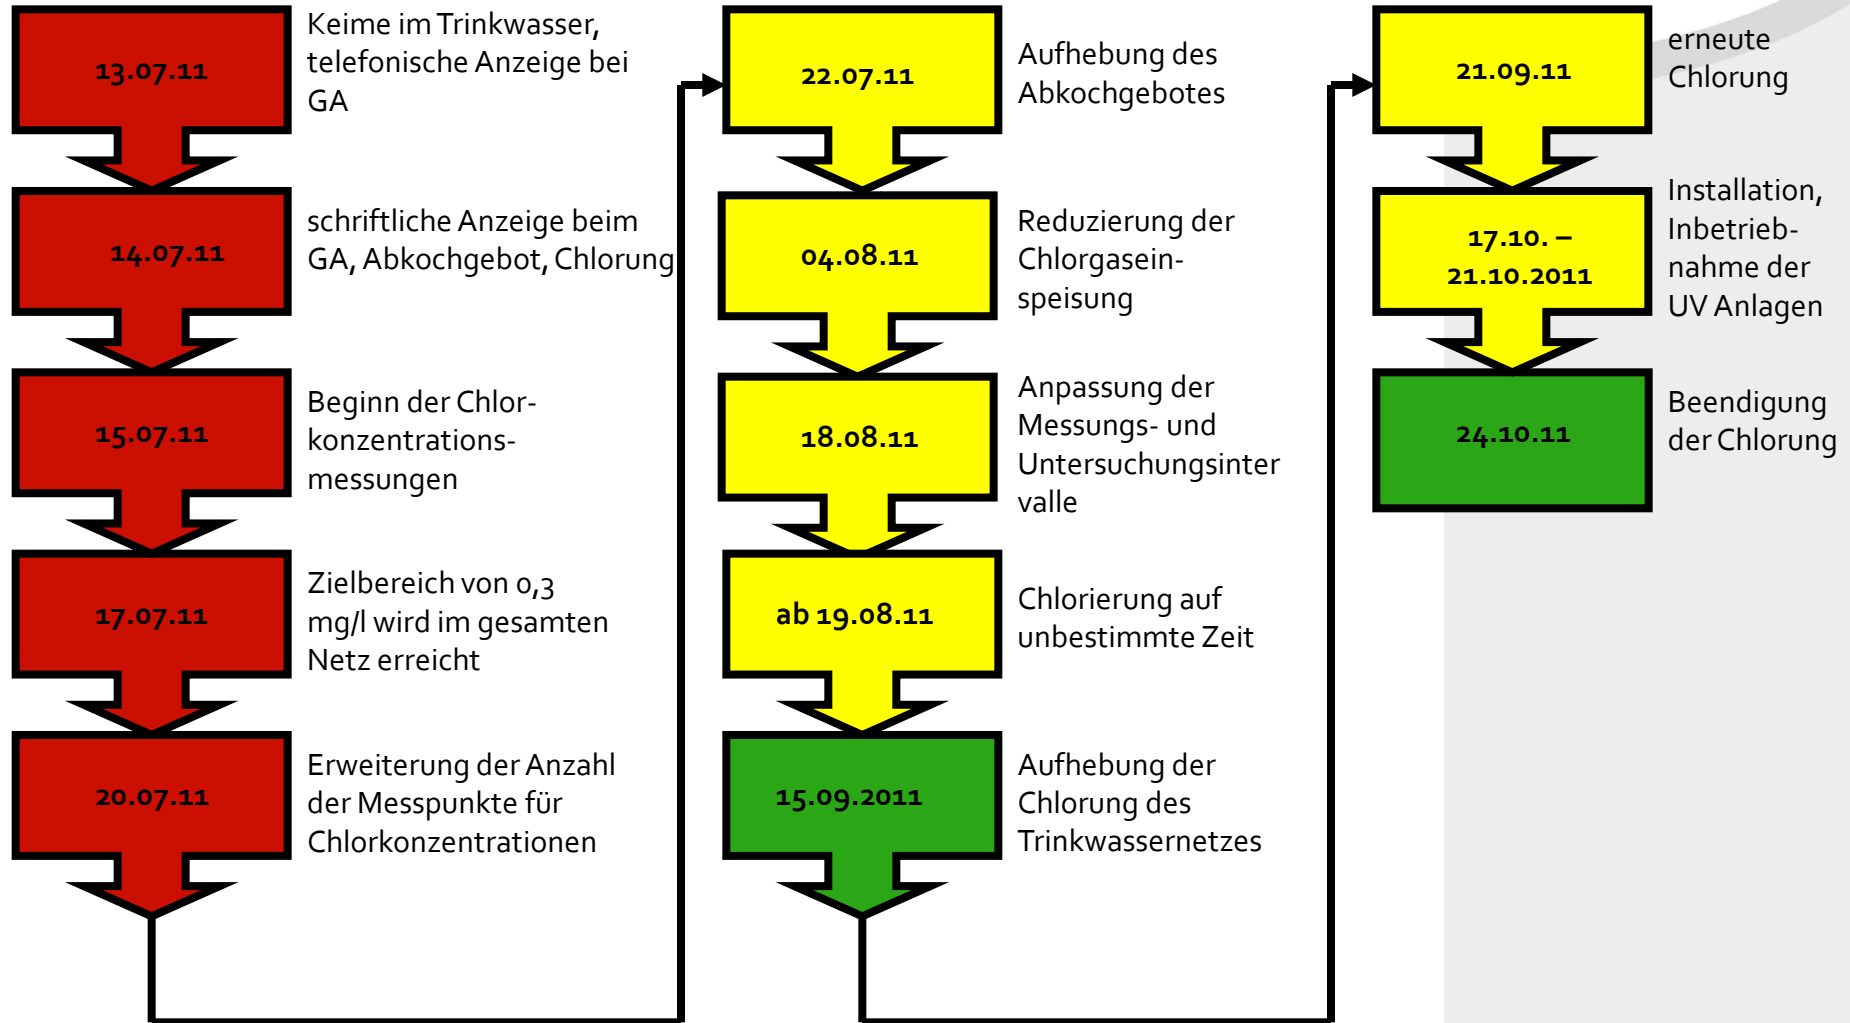 13.07.11
Keime im Trinkwasser,
telefonische Anzeige bei
GA
14.07.11
schriftliche Anzeige beim
GA, Abkochgebot, Chlorung
15.07.11
Beginn der Chlor-
konzentrations-
messungen
17.07.11
Zielbereich von 0,3
mg/l wird im gesamten
Netz erreicht
20.07.11
Erweiterung der Anzahl
der Messpunkte für
Chlorkonzentrationen
22.07.11
Aufhebung des
Abkochgebotes
04.08.11
Reduzierung der
Chlorgasein-
speisung
18.08.11
Anpassung der
Messungs- und
Untersuchungsinter
valle
ab 19.08.11
Chlorierung auf
unbestimmte Zeit
15.09.2011
Aufhebung der
Chlorung des
Trinkwassernetzes
21.09.11
erneute
Chlorung
17.10. –
21.10.2011
Installation,
Inbetrieb-
nahme der
UV Anlagen
24.10.11
Beendigung
der Chlorung